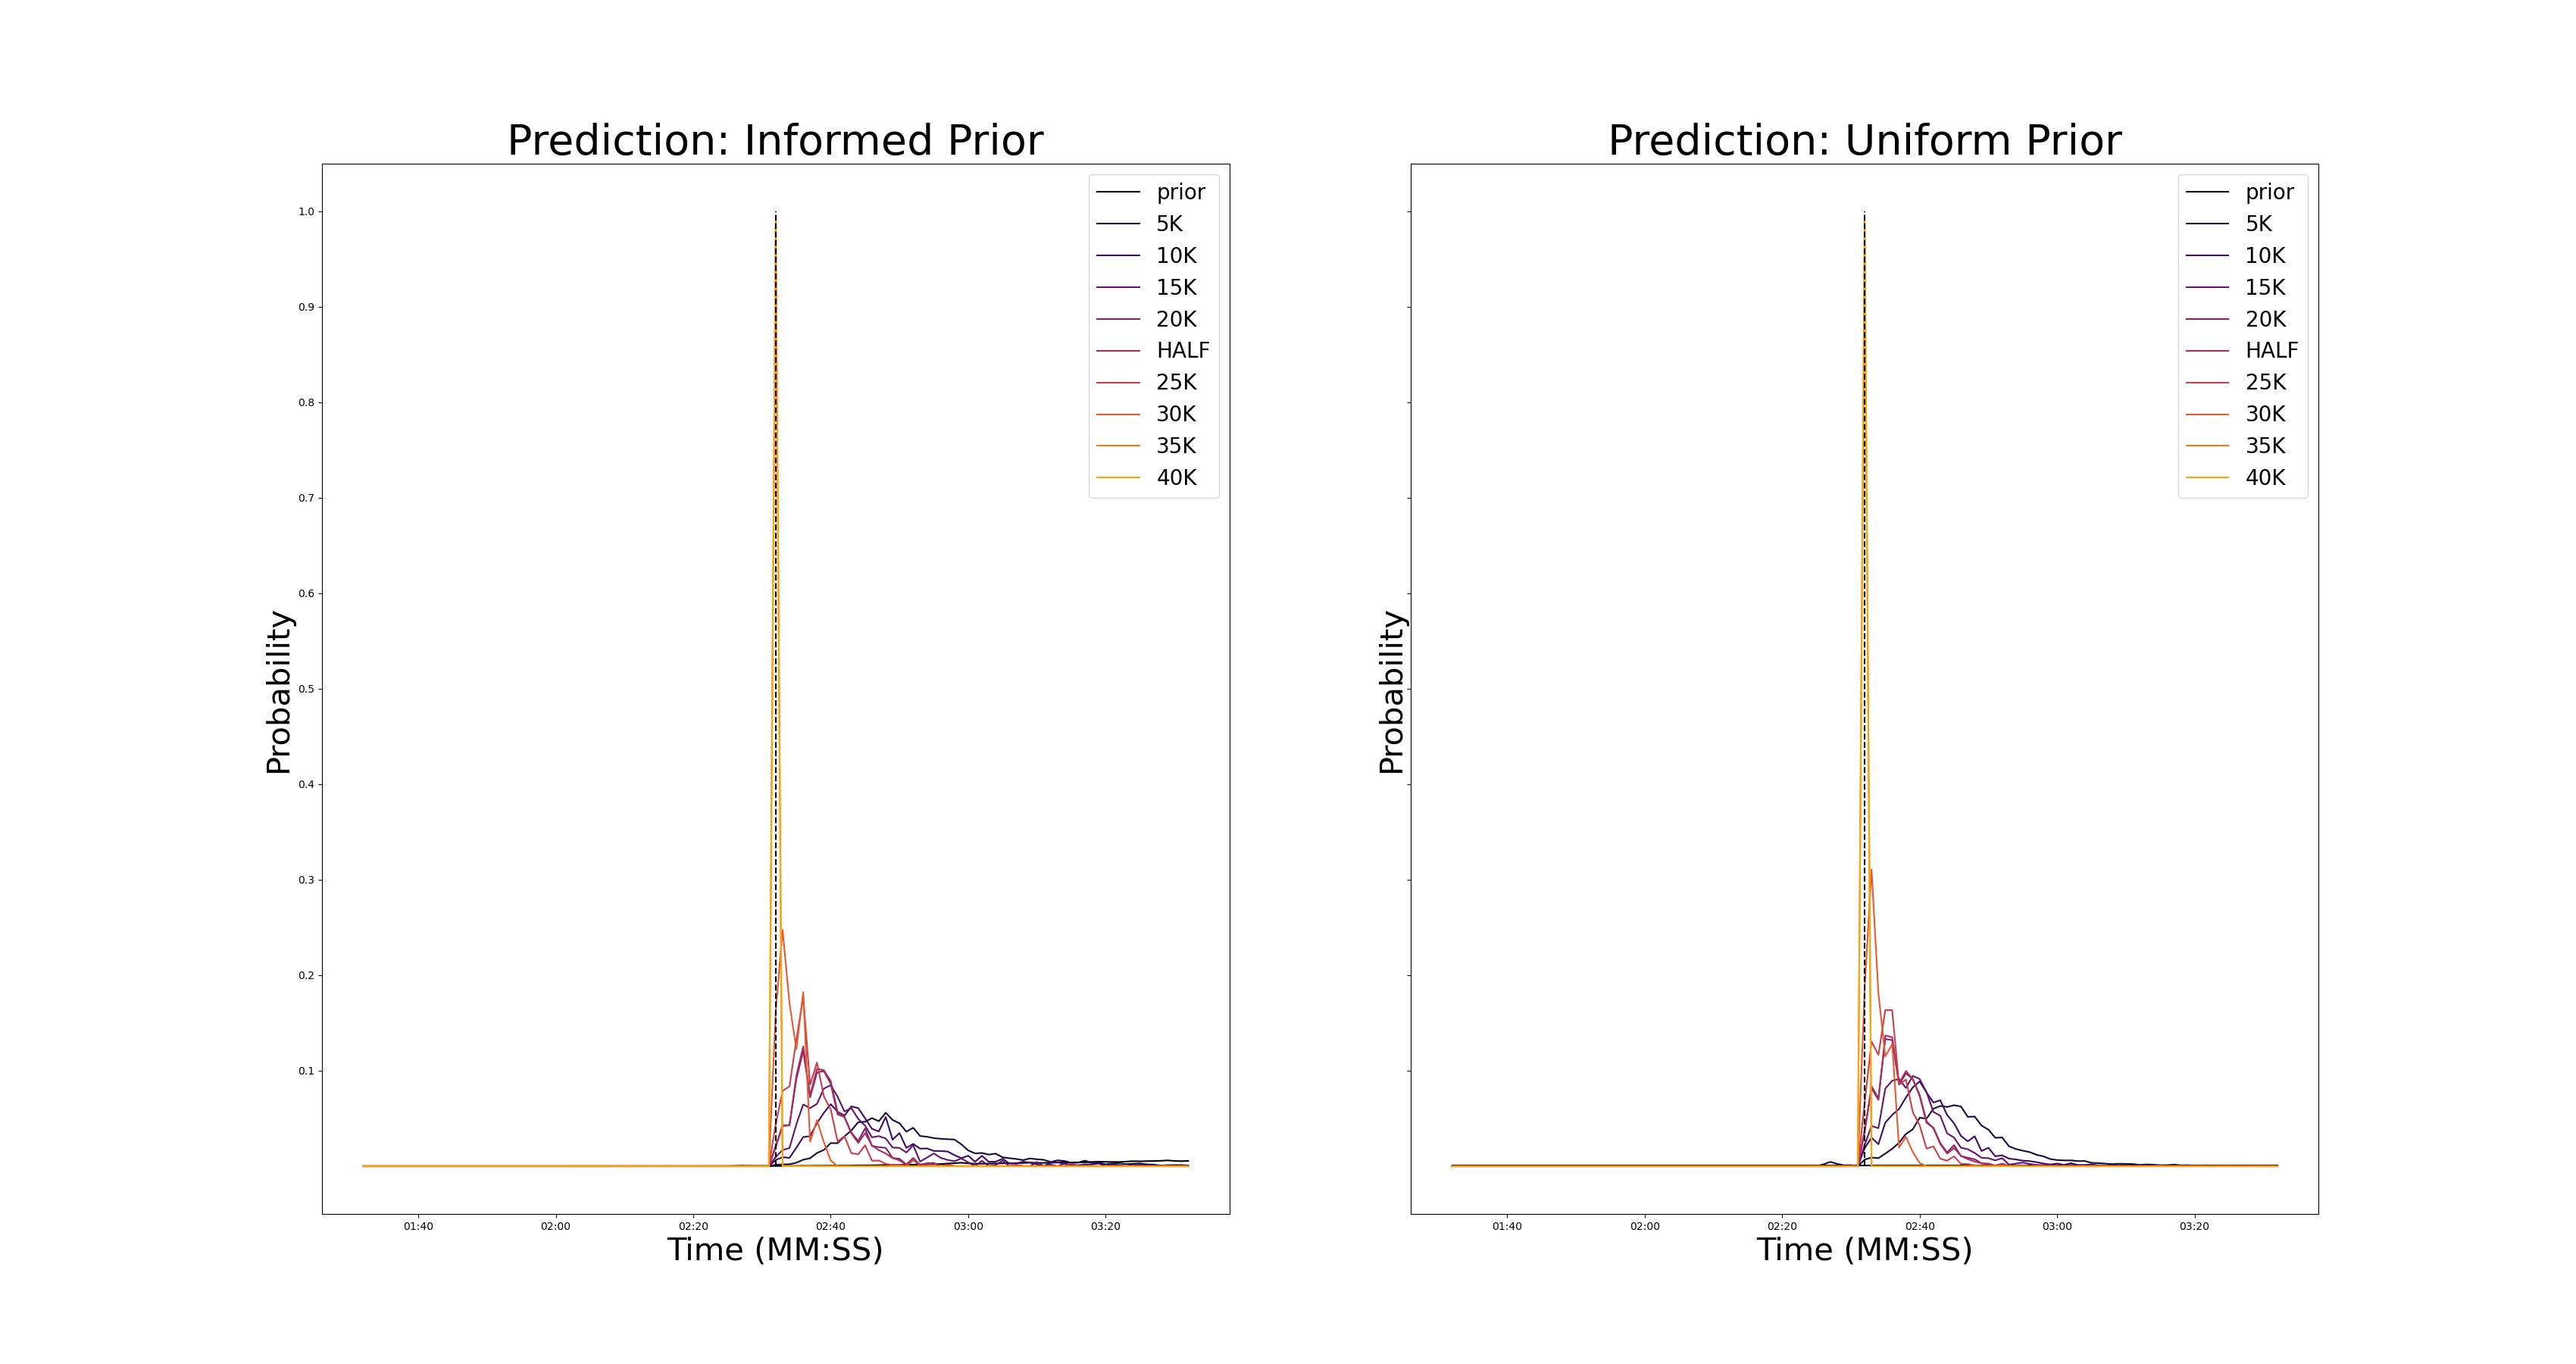 Prediction: Informed Prior
Probability
1.0
0.9
0.8
0.7
0.6
0.5
0.4
0.3
0.2
0.1
prior
5K
10K
15K
20K
HALF
25K
30K
35K
40K
01:40 02:00 02:20 02:40 03:00 03:20
Time (MM:SS)
Prediction: Uniform Prior
Probability
prior
5K
10K
15K
20K
HALF
25K
30K
35K
40K
01:40 02:00 02:20 02:40 03:00 03:20
Time (MM:SS)